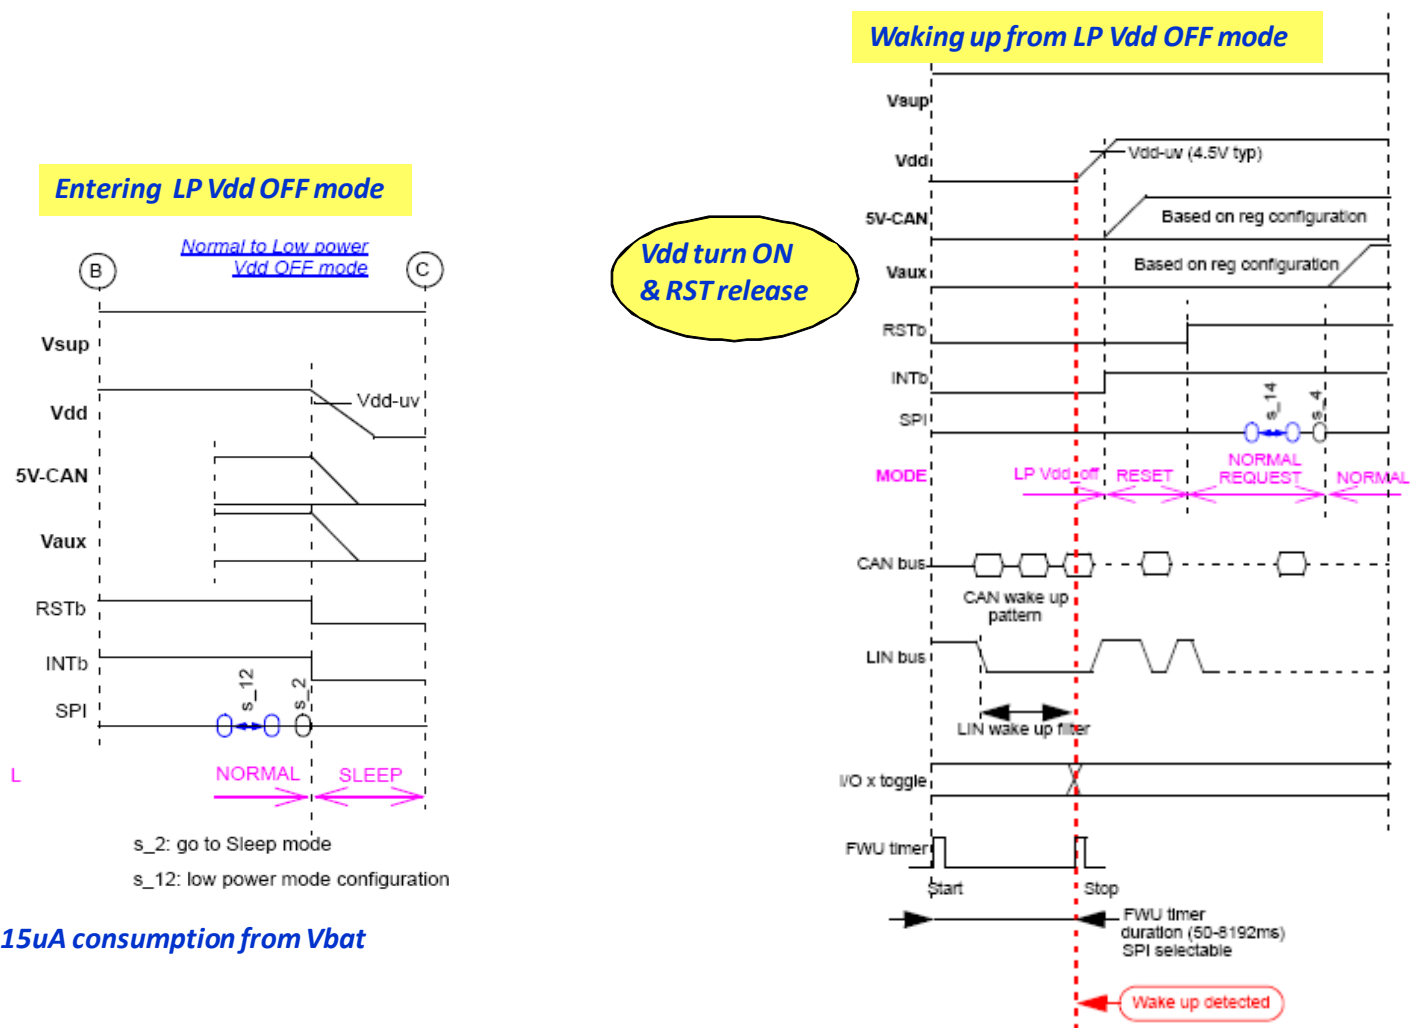 Waking up from LP Vdd OFF mode
Entering LP Vdd OFF mode
Normal to Low power
Vdd OFF mode
B
C
Vsup
Vdd
Vdd-uv
5V-CAN
Vaux
RSTb
INTb
SPI
s_12
s_2
L
NORMAL
SLEEP
s_2: go to Sleep mode
s_12: low power mode configuration
15uA consumption from Vbat
Vdd turn ON
& RST release
Vsup
Vdd
Vdd-uv (4.5V typ)
5V-CAN
Based on reg configuration
Vaux
Based on reg configuration
RSTb
INTb
SPI
s_14
s_4
MODE
LP Vdd_off
RESET
NORMAL
REQUEST
NORMAL
CAN bus
CAN wake up
pattern
LIN bus
LIN wake up filter
I/O x toggle
FWU timer
Start
Stop
FWU timer
duration (50-8192ms)
SPI selectable
Wake up detected